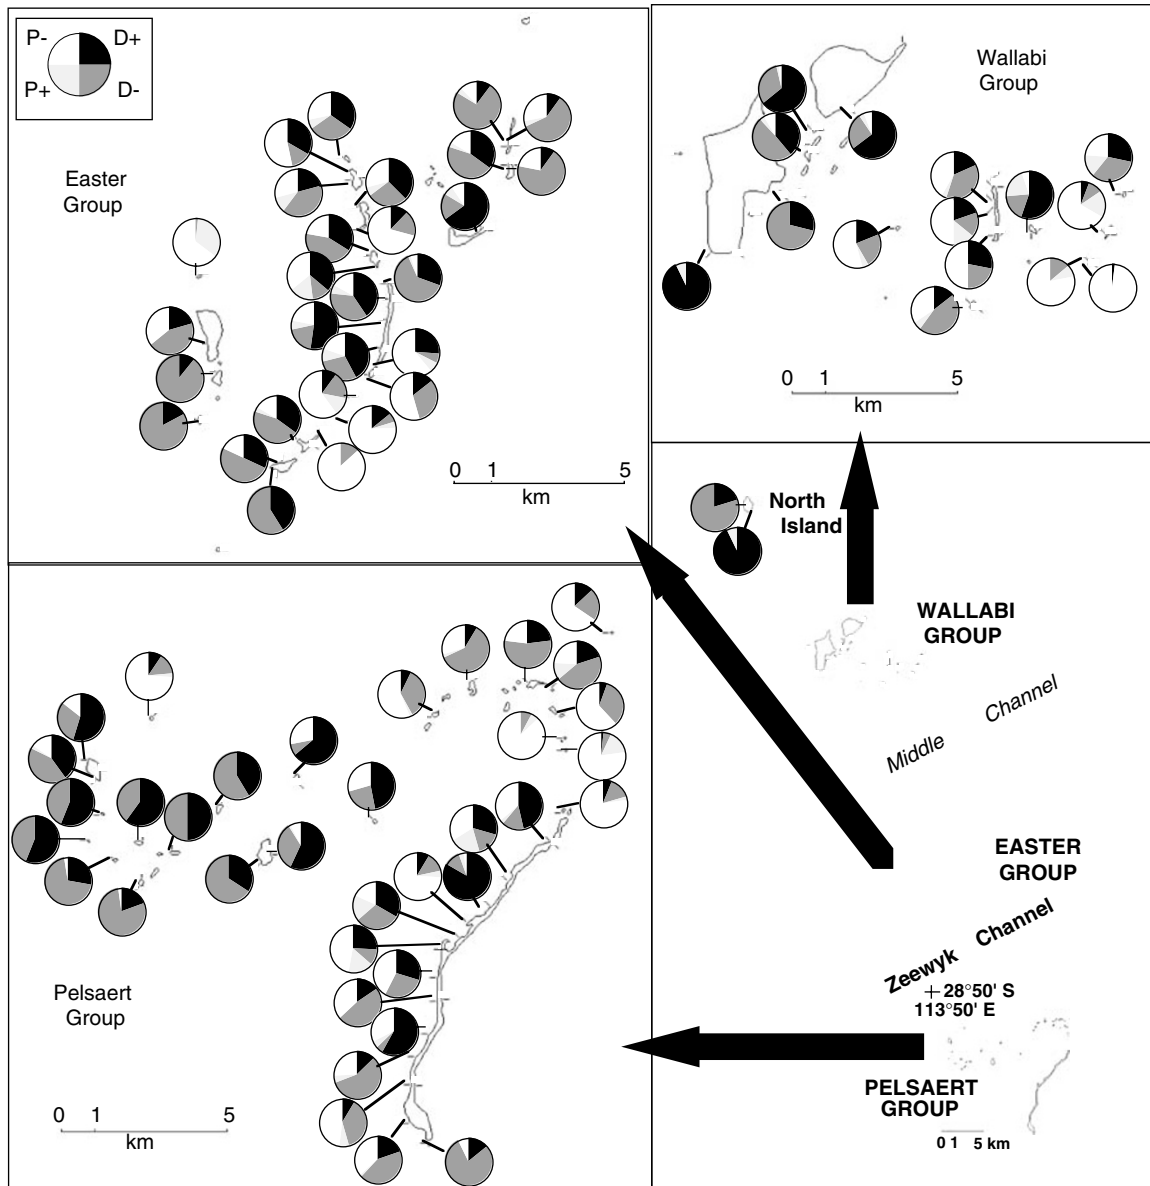 P- D+
P+ D-
Easter
Group
0 1 5
km
Wallabi
Group
0 1 5
km
North
Island
WALLABI
GROUP
Middle Channel
EASTER
GROUP
Zeewyk Channel
+ 28°50' S
113°50' E
PELSAERT
GROUP
0 1 5 km
Pelsaert
Group
0 1 5
km